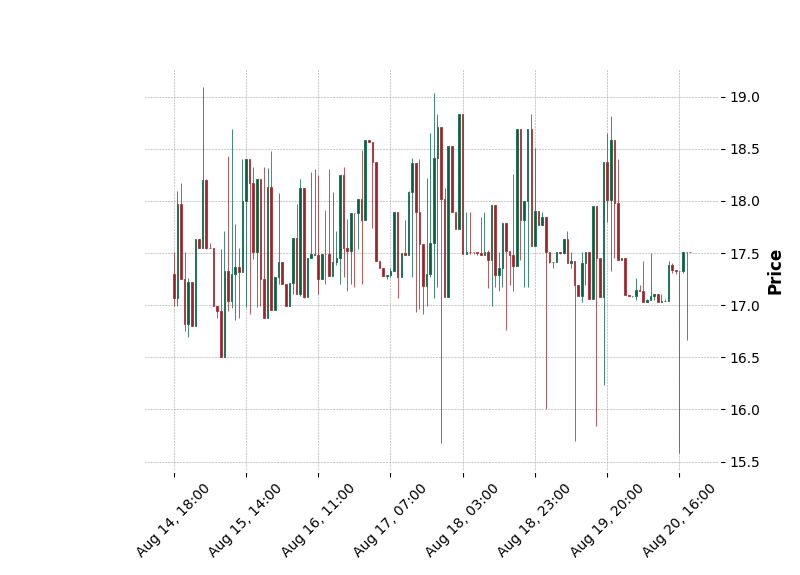 19.0
18.5
18.0
17.5
17.0
16.5
16.0
15.5
Price
Aug 14, 18:00
Aug 15, 14:00
Aug 16, 11:00
Aug 17, 07:00
Aug 18, 03:00
Aug 18, 23:00
Aug 19, 20:00
Aug 20, 16:00